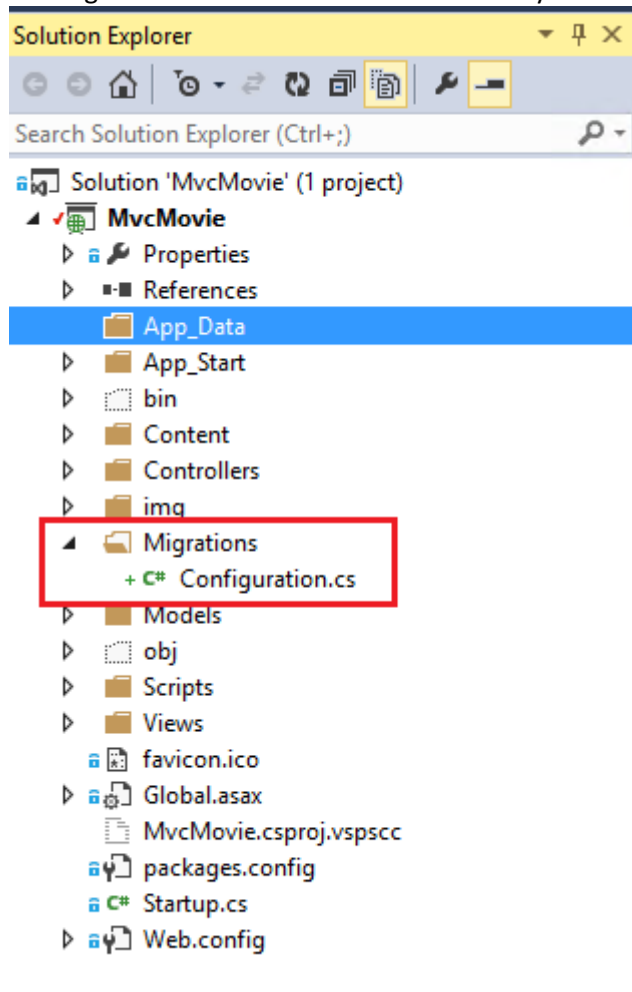 Solution Explorer
Search Solution Explorer (Ctrl+;)
Solution 'MvcMovie' (1 project)
MvcMovie
Properties
References
App_Data
App_Start
bin
Content
Controllers
img
Migrations
+ C# Configuration.cs
Models
obj
Scripts
Views
favicon.ico
Global.asax
MvcMovie.csproj.vspscc
packages.config
C# Startup.cs
Web.config